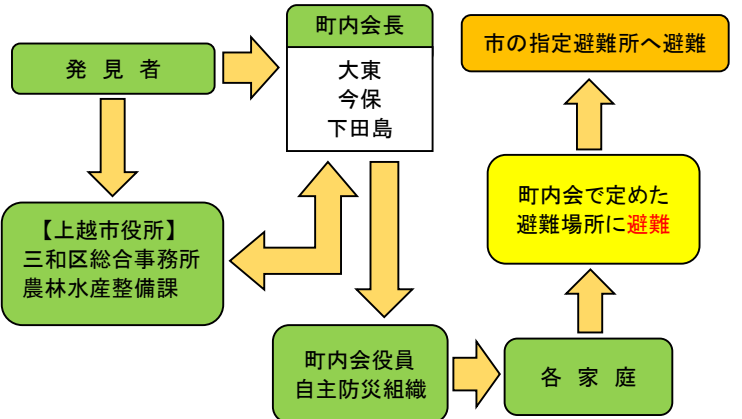 発 見 者
町内会長
大東
今保
下田島
【上越市役所】
三和区総合事務所
農林水産整備課
町内会役員
自主防災組織
各 家 庭
町内会で定めた
避難場所に避難
市の指定避難所へ避難